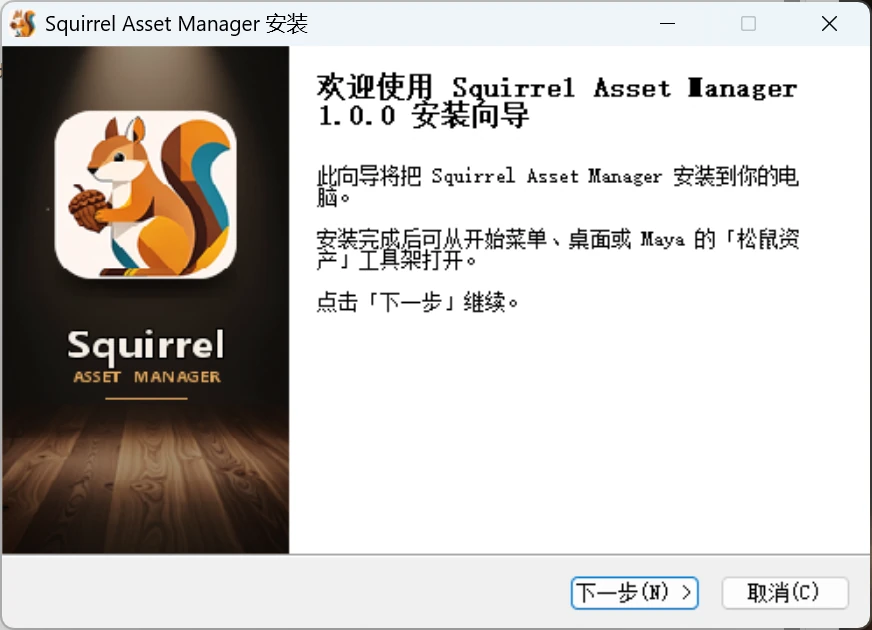 Squirrel Asset Manager 安装
Squirrel
ASSET MANAGER
欢迎使用 Squirrel Asset Manager
1.0.0 安装向导
此向导将把 Squirrel Asset Manager 安装到你的电
脑。
安装完成后可从开始菜单、桌面或 Maya 的「松鼠资
产」工具架打开。
点击「下一步」继续。
下一步(N) >
取消(C)